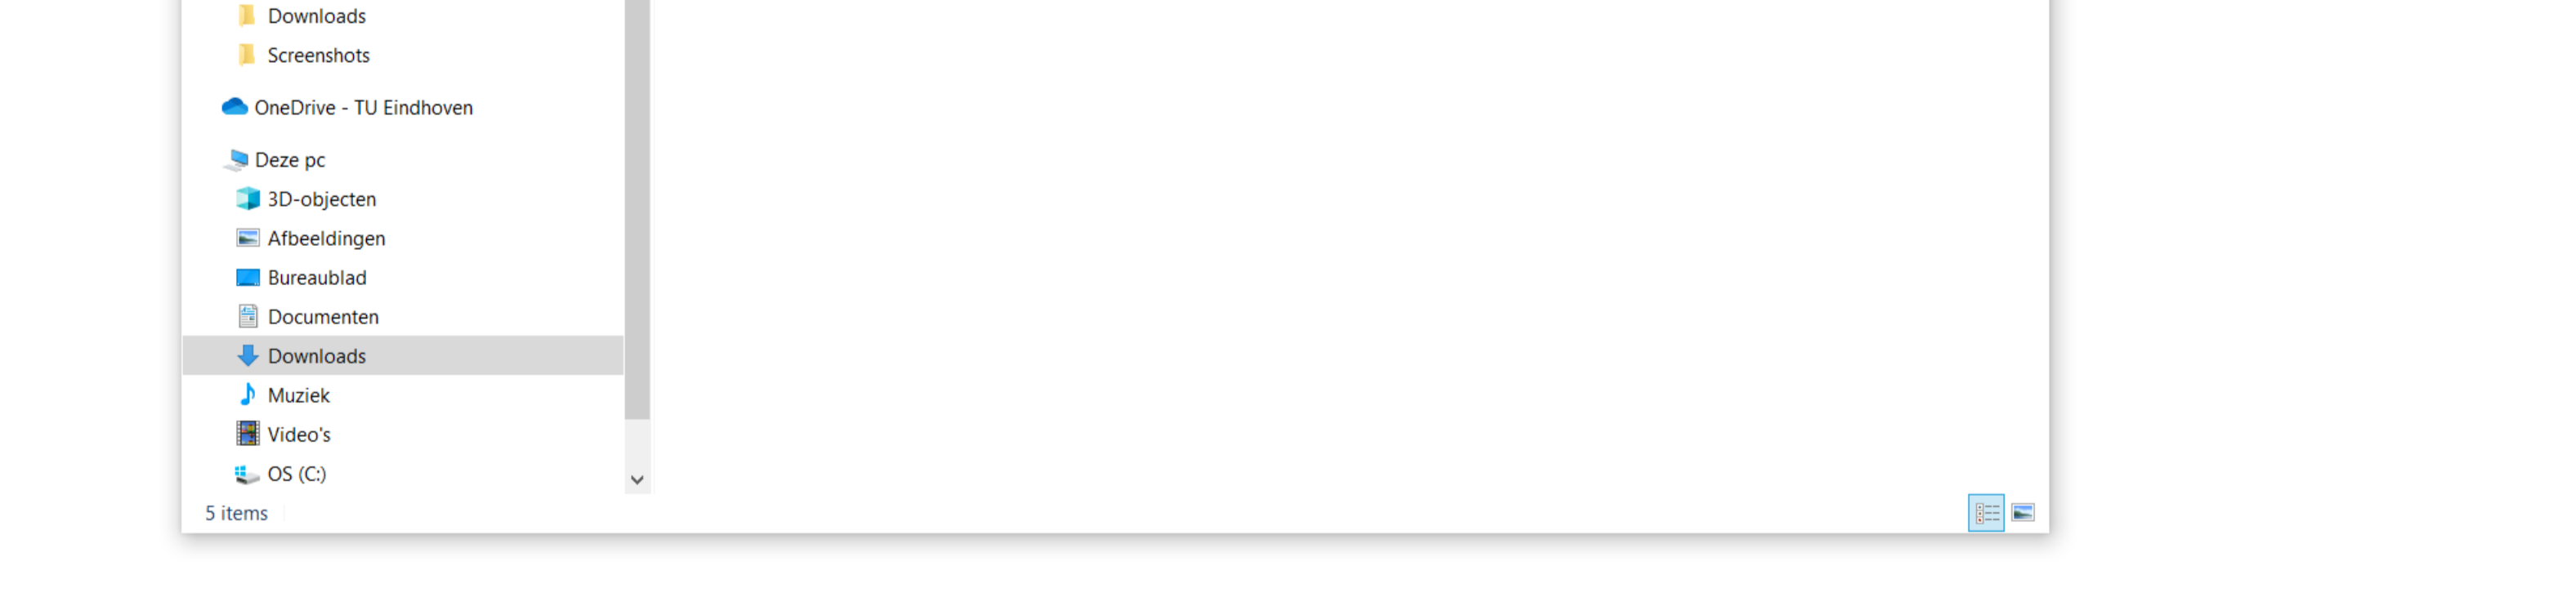 Downloads
Screenshots
OneDrive - TU Eindhoven
Deze pc
3D-objecten
Afbeeldingen
Bureaublad
Documenten
Downloads
Muziek
Video's
OS (C:)
5 items